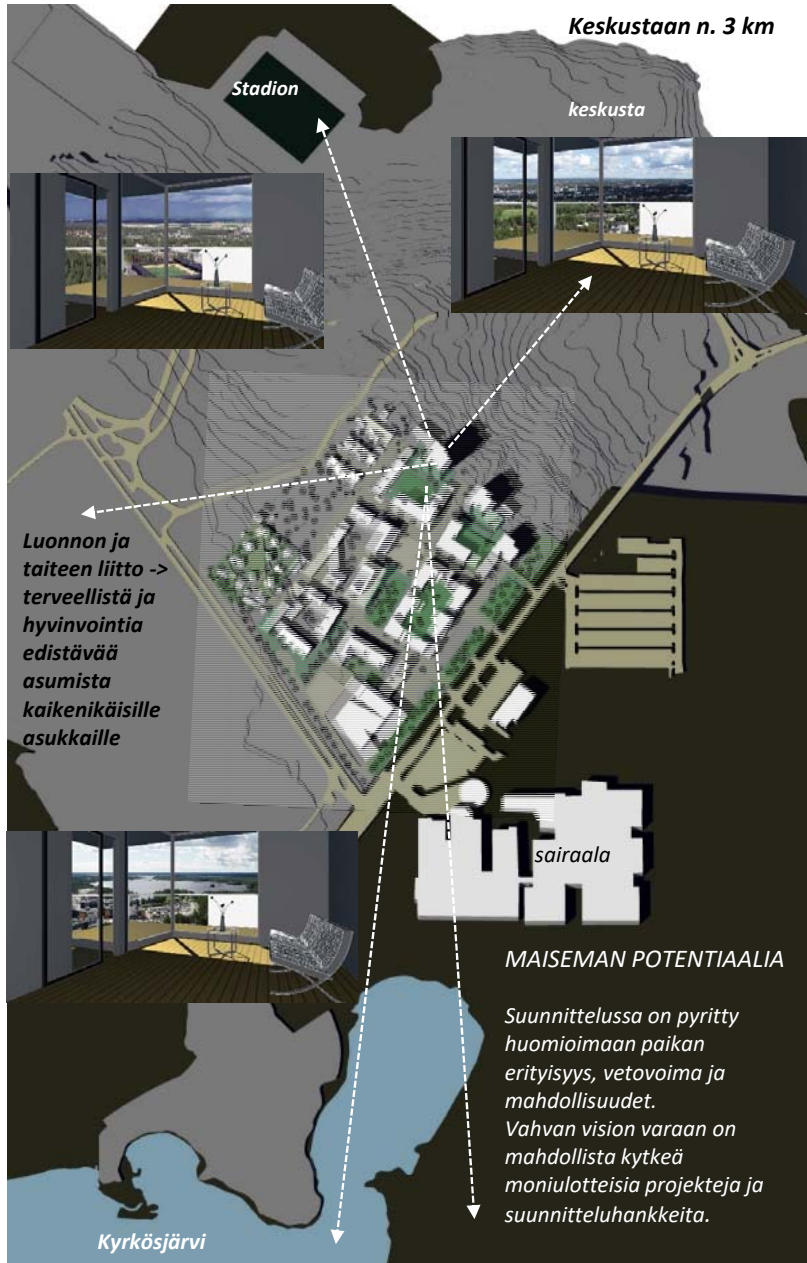 Keskustaan n. 3 km
Stadion
keskusta
Luonnon ja
taiteen liitto ->
terveellistä ja
hyvinvointia
edistävää
asumista
kaikenikäisille
asukkaille
sairaala
MAISEMAN POTENTIAALIA
Suunnittelussa on pyritty
huomioimaan paikan
erityisyys, vetovoima ja
mahdollisuudet.
Vahvan vision varaan on
mahdollista kytkeä
moniulotteisia projekteja ja
suunnitteluhankkeita.
Kyrkösjärvi